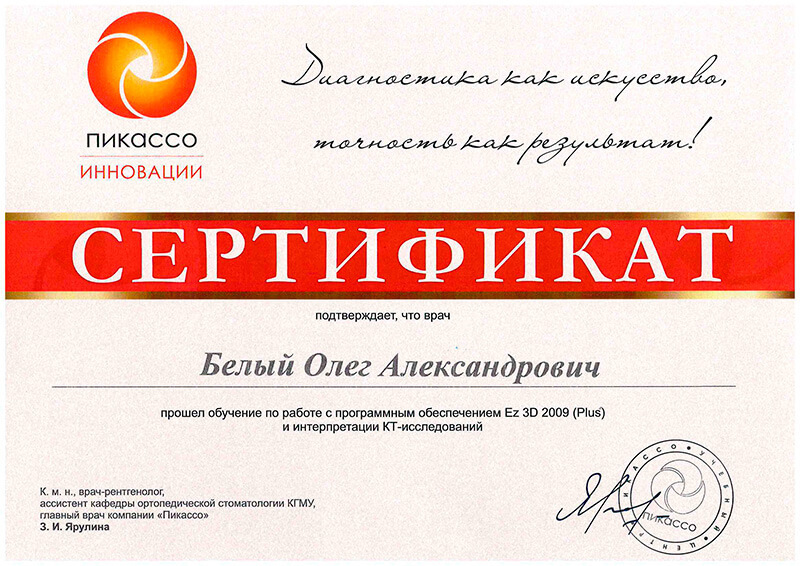 Диагностика как искусство,
точность как результат!
ПИКАССО
ИННОВАЦИИ
СЕРТИФИКАТ
подтверждает, что врач
Белый Олег Александрович
прошел обучение по работе с программным обеспечением Ez 3D 2009 (Plus)
и интерпретации КТ-исследований
К. м. н., врач-рентгенолог,
ассистент кафедры ортопедической стоматологии КГМУ,
главный врач компании «Пикассо»
З. И. Ярулина
ПИКАССО • УЧЕБНЫЙ ЦЕНТР
ПИКАССО